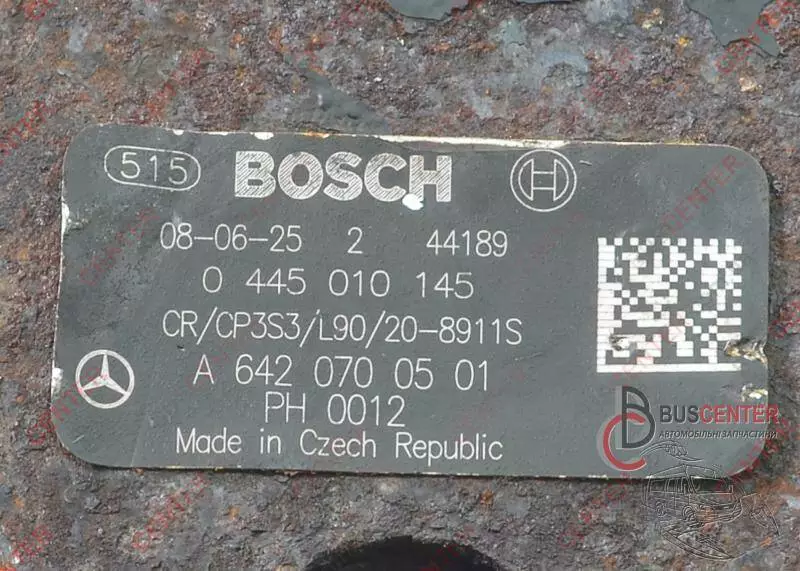 515 BOSCH
08-06-25 2 44189
0 445 010 145
CR/CP3S3/L90/20-8911S
A 642 070 05 01
PH 0012
Made in Czech Republic
BUSCENTER
АВТОМОБІЛЬНІ ЗАПЧАСТИНИ